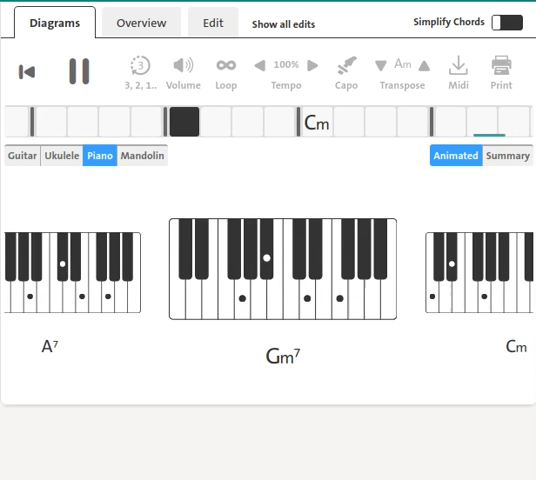 Diagrams Overview Edit Show all edits Simplify Chords
3 100% Am
3, 2, 1.. Volume Loop Tempo Capo Transpose Midi Print
Cm
Guitar Ukulele Piano Mandolin Animated Summary
A⁷ Gm⁷ Cm